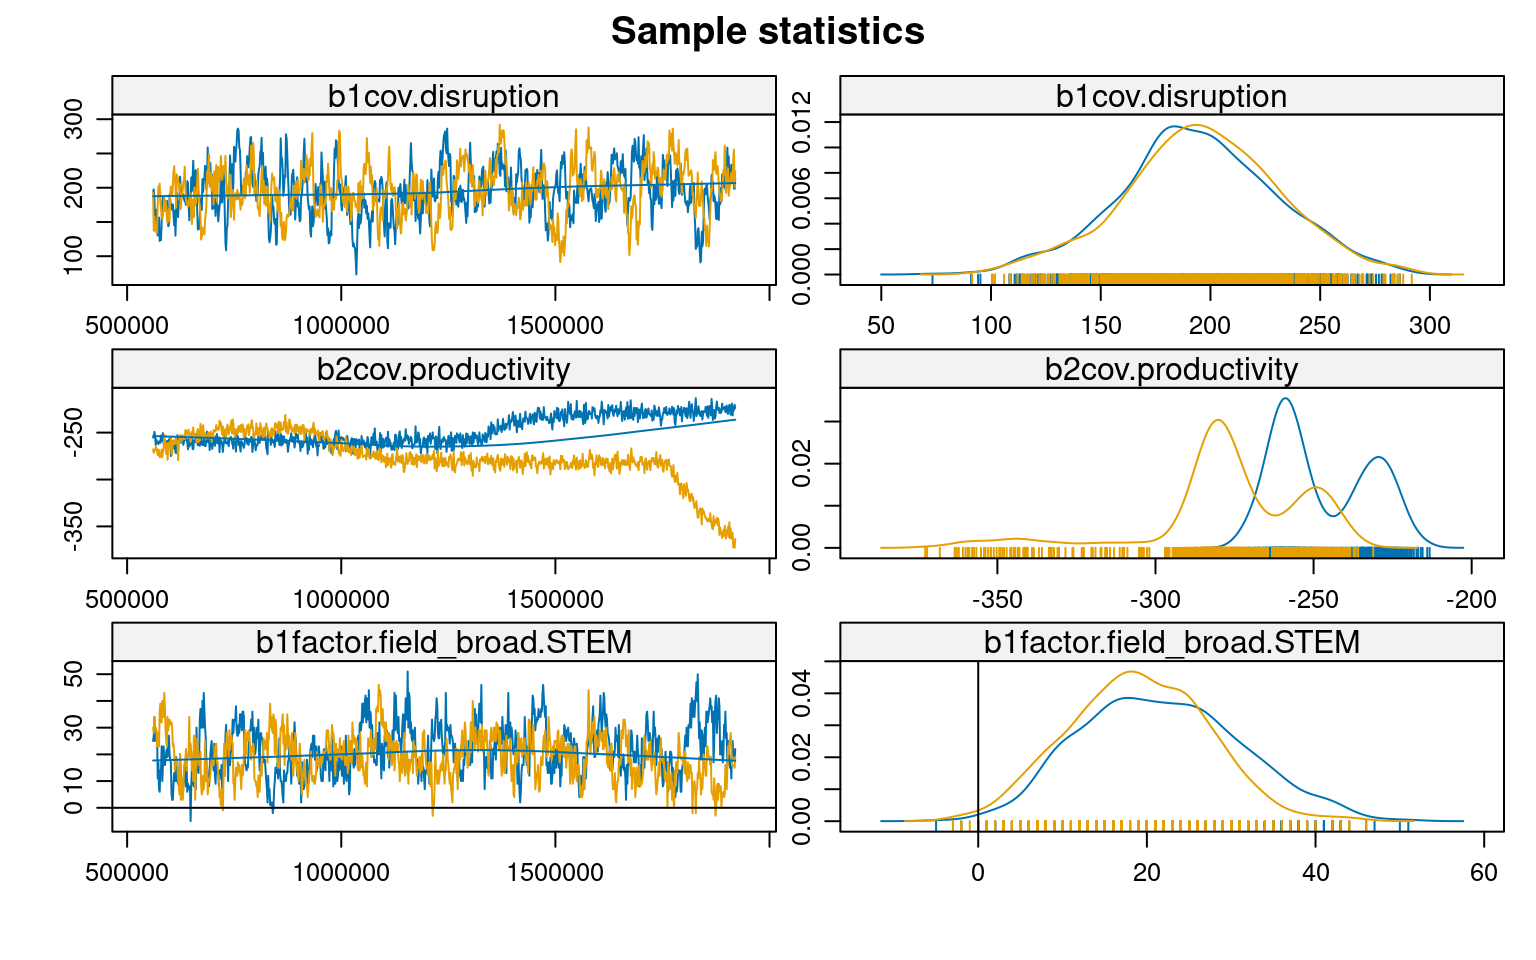 Sample statistics
b1cov.disruption
100 200 300
500000 1000000 1500000
b1cov.disruption
0.000 0.006 0.012
50 100 150 200 250 300
b2cov.productivity
-350 -250
500000 1000000 1500000
b2cov.productivity
0.00 0.02
-350 -300 -250 -200
b1factor.field_broad.STEM
0 10 30 50
500000 1000000 1500000
b1factor.field_broad.STEM
0.00 0.02 0.04
0 20 40 60